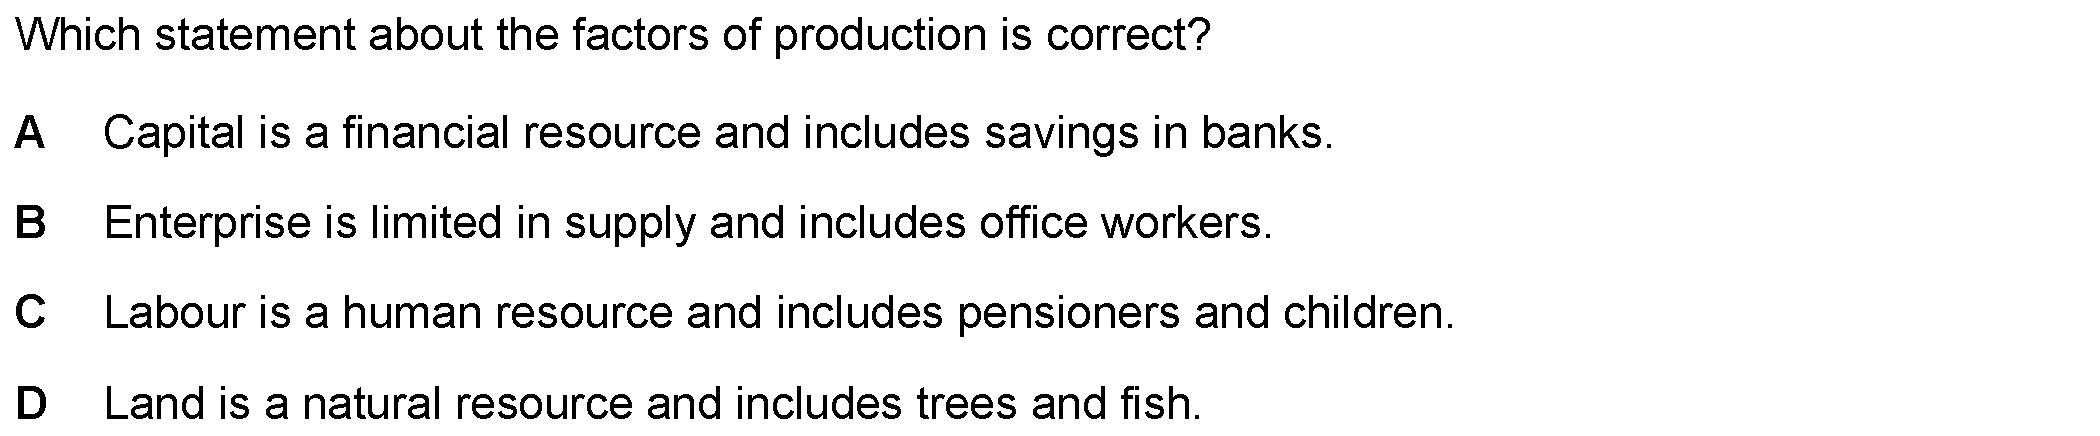 Which statement about the factors of production is correct?
A Capital is a financial resource and includes savings in banks.
B Enterprise is limited in supply and includes office workers.
C Labour is a human resource and includes pensioners and children.
D Land is a natural resource and includes trees and fish.